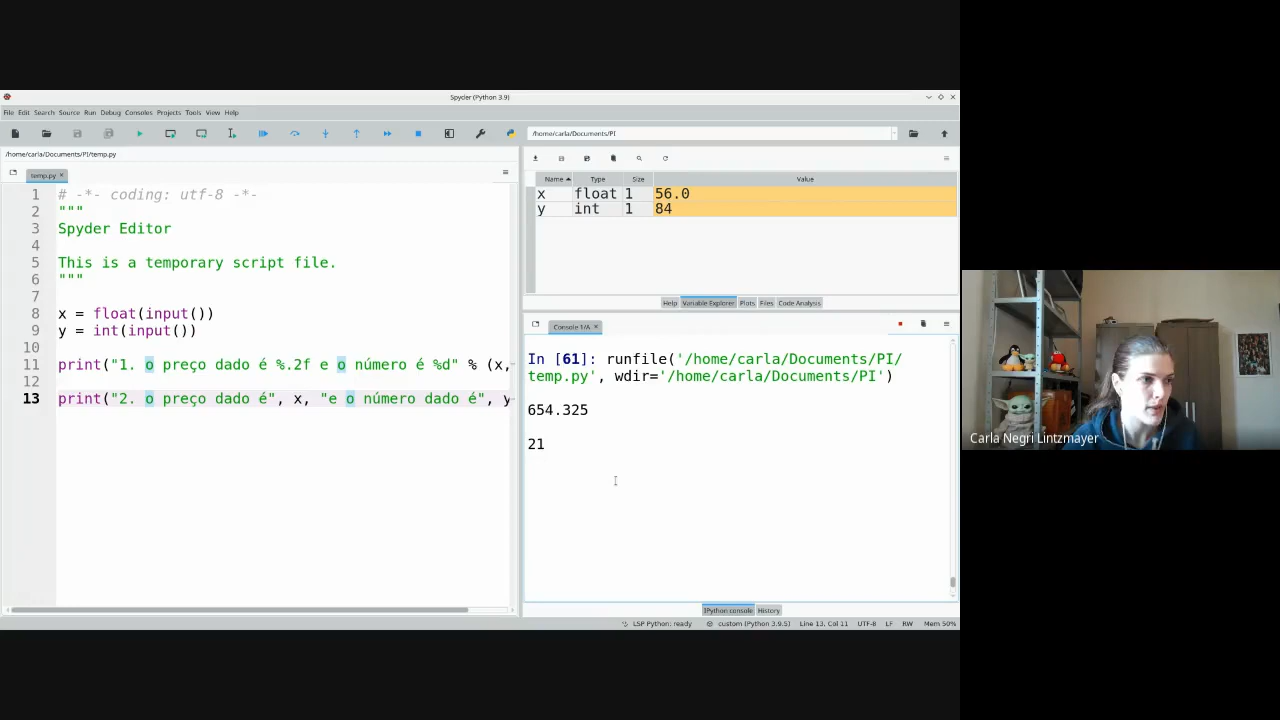 Spyder (Python 3.9)
File Edit Search Source Run Debug Consoles Projects Tools View Help
/home/carla/Documents/PI
/home/carla/Documents/PI/temp.py
temp.py
1 # -*- coding: utf-8 -*-
2 """
3 Spyder Editor
4
5 This is a temporary script file.
6 """
7
8 x = float(input())
9 y = int(input())
10
11 print("1. o preço dado é %.2f e o número é %d" % (x,
12
13 print("2. o preço dado é", x, "e o número dado é", y
Name Type Size Value
x float 1 56.0
y int 1 84
Help Variable Explorer Plots Files Code Analysis
Console 1/A
In [61]: runfile('/home/carla/Documents/PI/
temp.py', wdir='/home/carla/Documents/PI')
654.325
21
IPython console History
LSP Python: ready custom (Python 3.9.5) Line 13, Col 11 UTF-8 LF RW Mem 50%
Carla Negri Lintzmayer